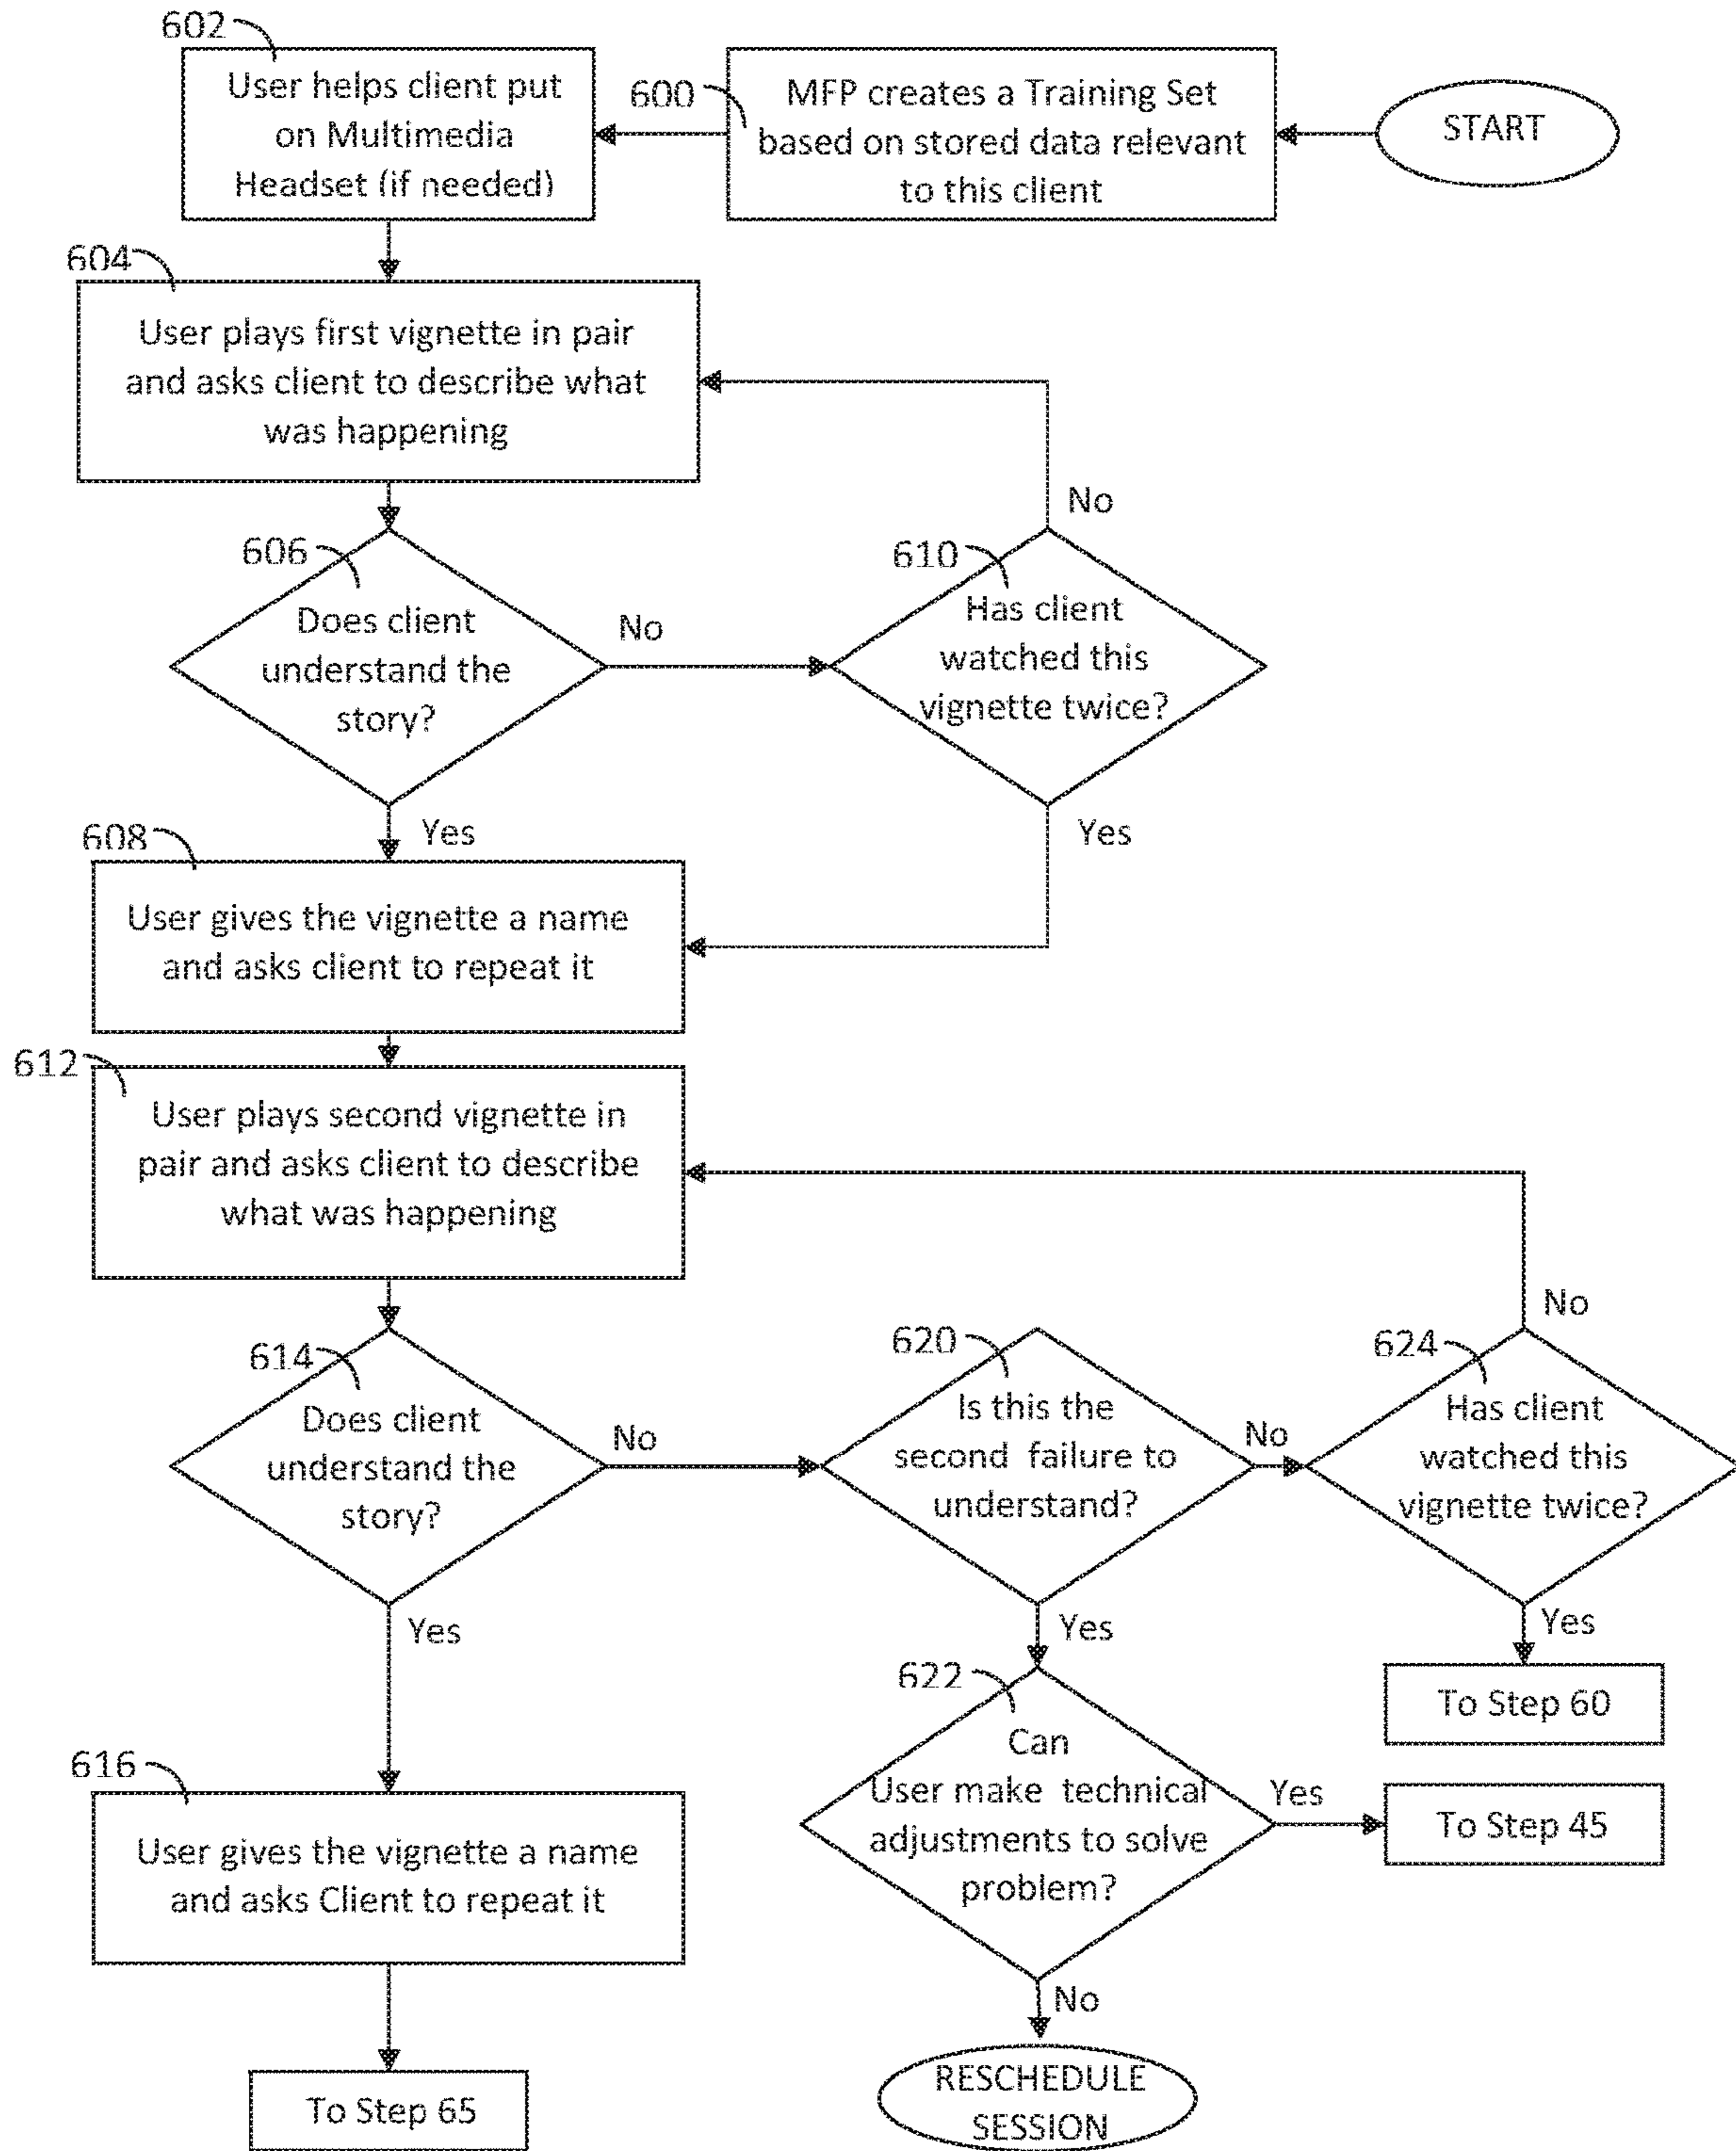 602
User helps client put
on Multimedia
Headset (if needed)
600
MFP creates a Training Set
based on stored data relevant
to this client
START
604
User plays first vignette in pair
and asks client to describe what
was happening
No
606
Does client
understand the
story?
No
610
Has client
watched this
vignette twice?
Yes
Yes
608
User gives the vignette a name
and asks client to repeat it
612
User plays second vignette in
pair and asks client to describe
what was happening
No
614
Does client
understand the
story?
No
620
Is this the
second failure to
understand?
No
624
Has client
watched this
vignette twice?
Yes
Yes
Yes
To Step 60
622
Can
User make technical
adjustments to solve
problem?
Yes
To Step 45
616
User gives the vignette a name
and asks Client to repeat it
No
To Step 65
RESCHEDULE
SESSION